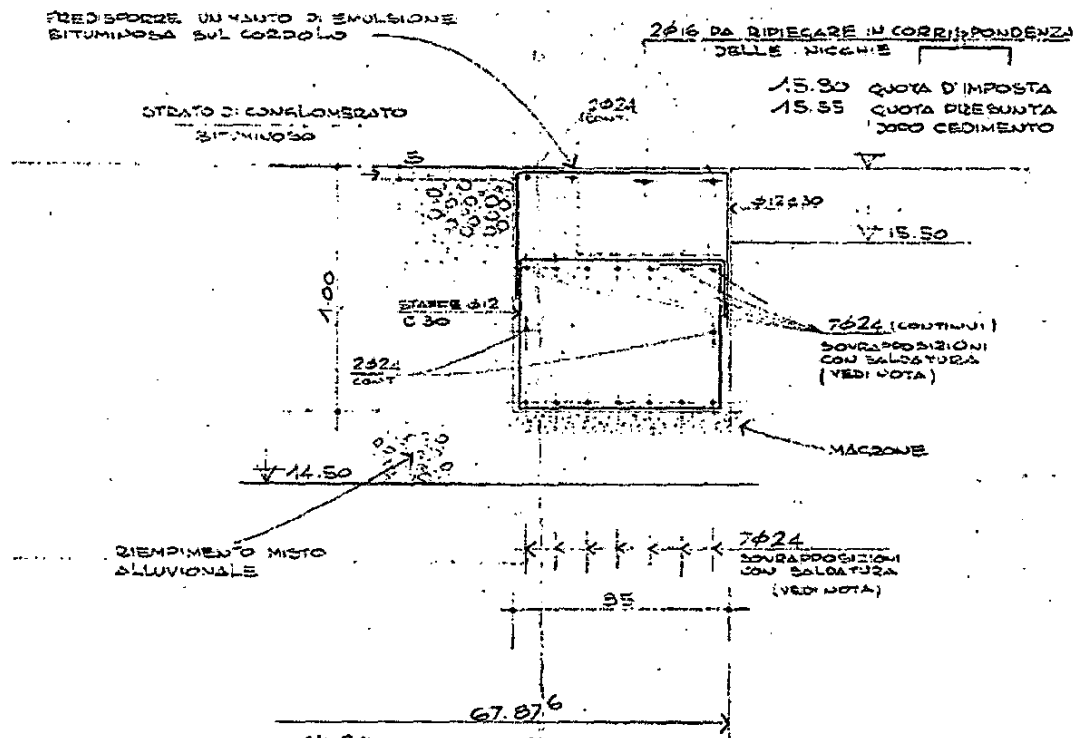 PREDISPORRE UN MANTO DI EMULSIONE
BITUMINOSA SUL CORDOLO
2ø16 DA RIPIEGARE IN CORRISPONDENZA
DELLE NICCHIE
15.80 QUOTA D'IMPOSTA
15.55 QUOTA PRESUNTA
DOPO CEDIMENTO
2ø24
CONT.
STRATO DI CONGLOMERATO
BITUMINOSO
5
ø12 ø30
15.50
1.00
STAFFE ø12
C 30
7ø24 (CONTINUI)
SOVRAPPOSIZIONI
CON SALDATURA
(VEDI NOTA)
2ø24
CONT
MAGRONE
14.50
RIEMPIMENTO MISTO
ALLUVIONALE
7ø24
SOVRAPPOSIZIONI
CON SALDATURA
(VEDI NOTA)
67.87⁶